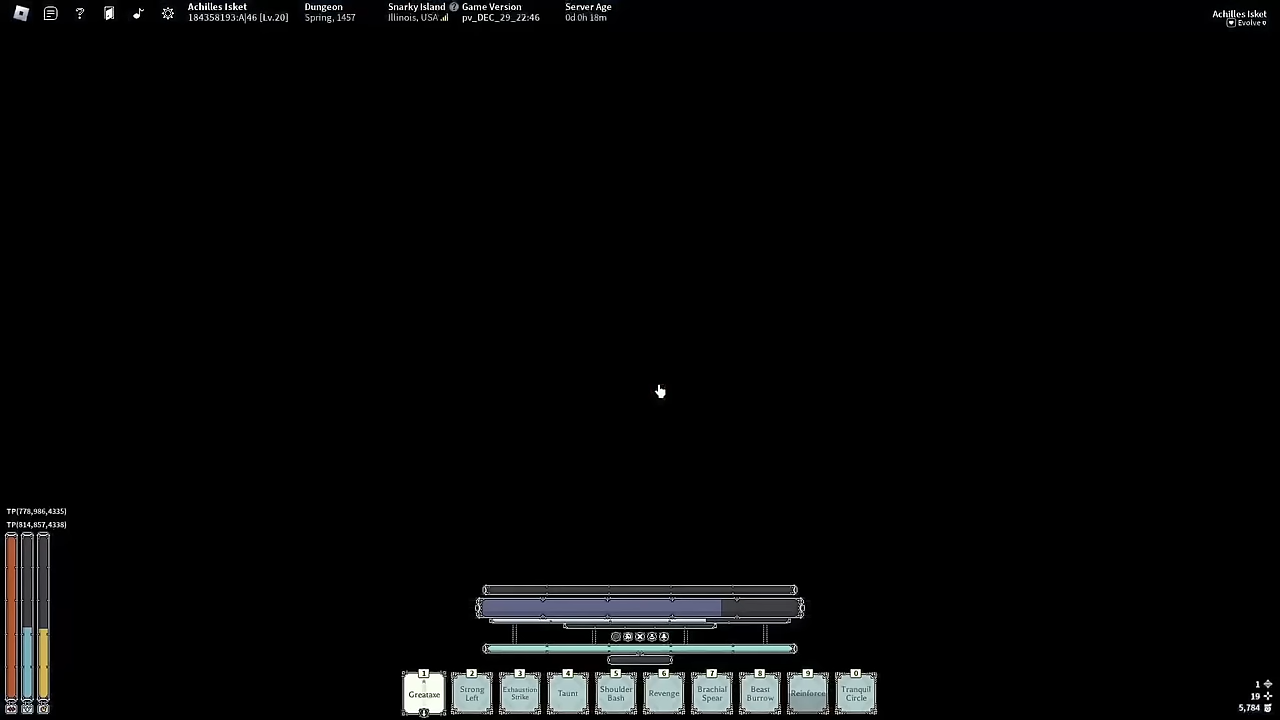 Achilles Isket
184358193:A|46 [Lv.20]
Dungeon
Spring, 1457
Snarky Island
Illinois, USA
Game Version
pv_DEC_29_22:46
Server Age
0d 0h 18m
Achilles Isket
Evolve 0
TP(778,986,4335)
TP(814,857,4338)
1 Greataxe
2 Strong Left
3 Exhaustion Strike
4 Taunt
5 Shoulder Bash
6 Revenge
7 Brachial Spear
8 Beast Burrow
9 Reinforce
0 Tranquil Circle
1
19
5,784